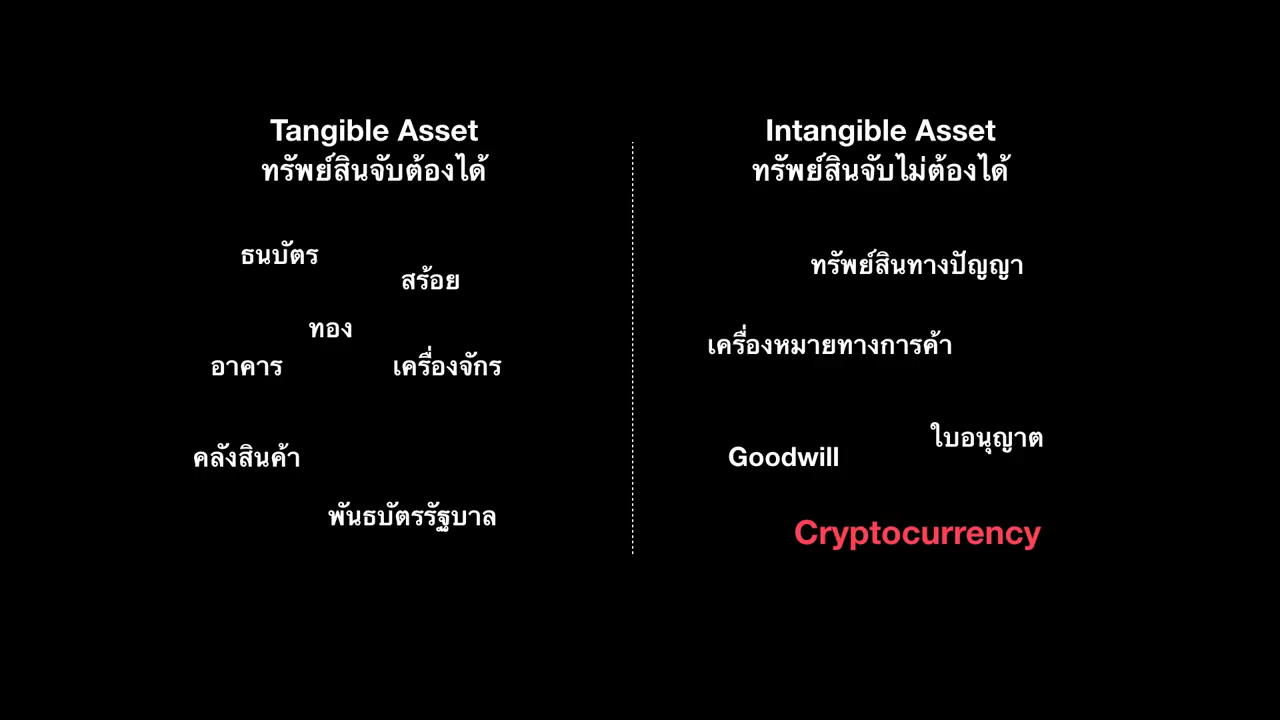 Tangible Asset
ทรัพย์สินจับต้องได้
ธนบัตร
สร้อย
ทอง
อาคาร
เครื่องจักร
คลังสินค้า
พันธบัตรรัฐบาล
Intangible Asset
ทรัพย์สินจับไม่ต้องได้
ทรัพย์สินทางปัญญา
เครื่องหมายทางการค้า
ใบอนุญาต
Goodwill
Cryptocurrency